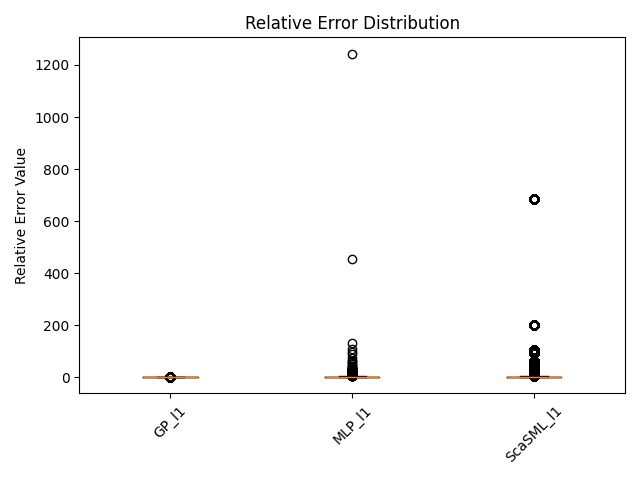 Relative Error Distribution
Relative Error Value
1200
1000
800
600
400
200
0
GP_l1
MLP_l1
ScaSML_l1